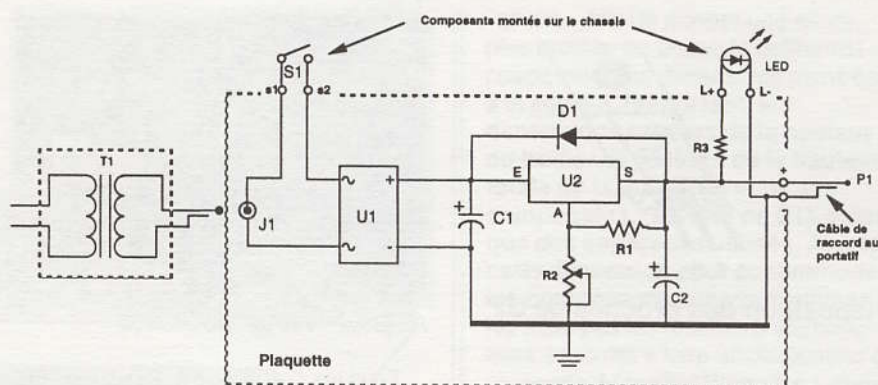 Composants montés sur le chassis
S1
s1
s2
LED
L+
L-
D1
R3
T1
E
U2
S
+
P1
U1
+
-
J1
A
C1
+
R1
R2
+
C2
Câble de
raccord au
portatif
Plaquette